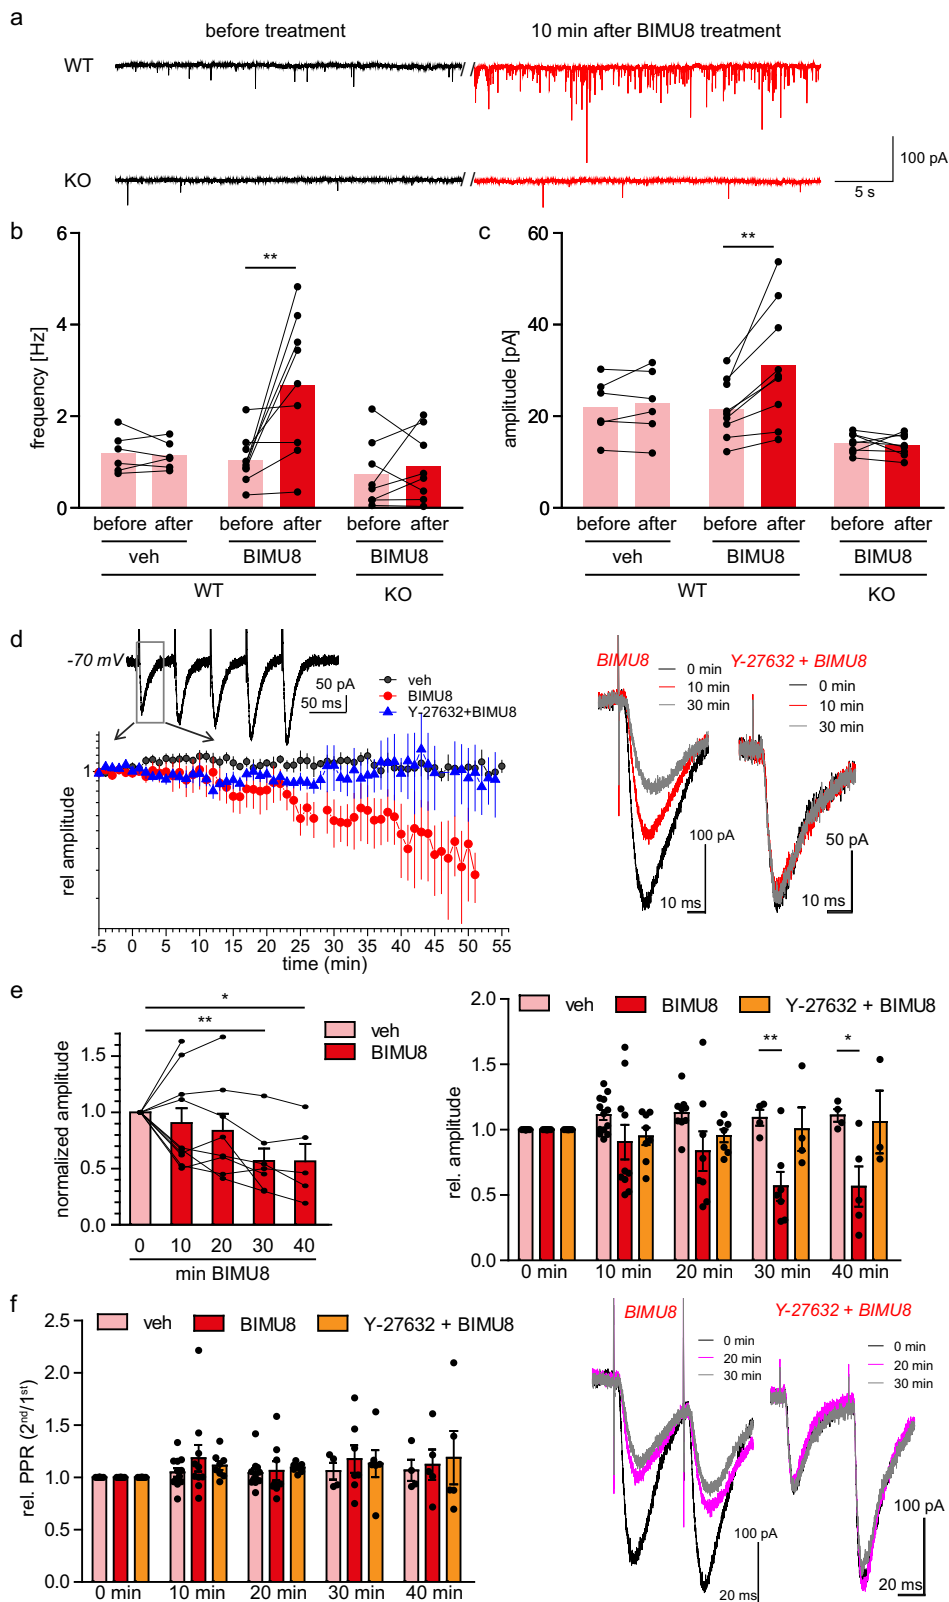 a
before treatment
10 min after BIMU8 treatment
WT
KO
100 pA
5 s
b
6
4
2
0
frequency [Hz]
**
before after before after before after
veh BIMU8 BIMU8
WT KO
c
60
40
20
0
amplitude [pA]
**
before after before after before after
veh BIMU8 BIMU8
WT KO
d
-70 mV
50 pA
50 ms
veh
BIMU8
Y-27632+BIMU8
1
rel amplitude
-5 0 5 10 15 20 25 30 35 40 45 50 55
time (min)
BIMU8
0 min
10 min
30 min
100 pA
10 ms
Y-27632 + BIMU8
0 min
10 min
30 min
50 pA
10 ms
e
*
**
veh
BIMU8
1.5
1.0
0.5
0.0
normalized amplitude
0 10 20 30 40
min BIMU8
veh BIMU8 Y-27632 + BIMU8
2.0
1.5
1.0
0.5
0.0
rel. amplitude
** *
0 min 10 min 20 min 30 min 40 min
f
veh BIMU8 Y-27632 + BIMU8
2.5
2.0
1.5
1.0
0.5
0.0
rel. PPR (2nd/1st)
0 min 10 min 20 min 30 min 40 min
BIMU8
0 min
20 min
30 min
100 pA
20 ms
Y-27632 + BIMU8
0 min
20 min
30 min
100 pA
20 ms